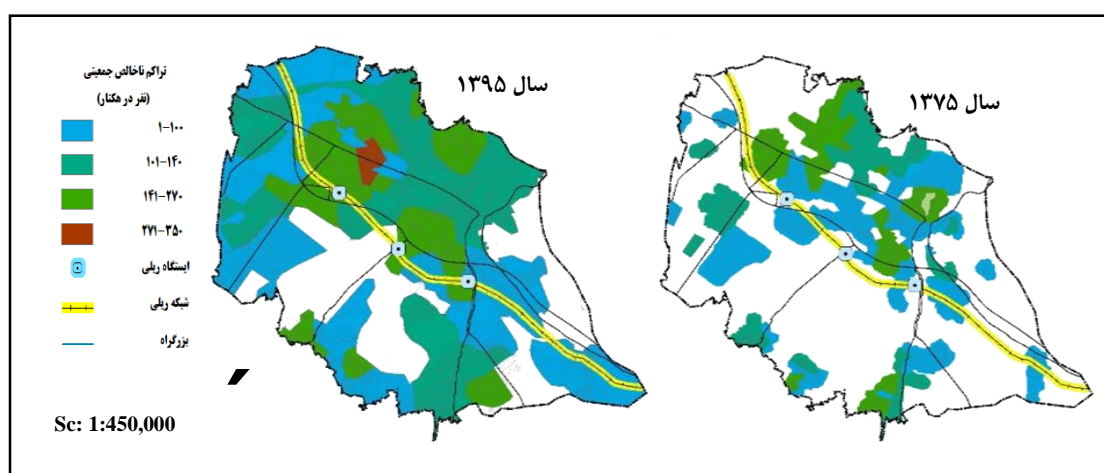 سال ۱۳۷۵
سال ۱۳۹۵
تراکم ناخالص جمعیتی
(نفر در هکتار)
۱-۱۰۰
۱۰۱-۱۴۰
۱۴۱-۲۷۰
۲۷۱-۳۵۰
ایستگاه ریلی
شبکه ریلی
بزرگراه
Sc: 1:450,000